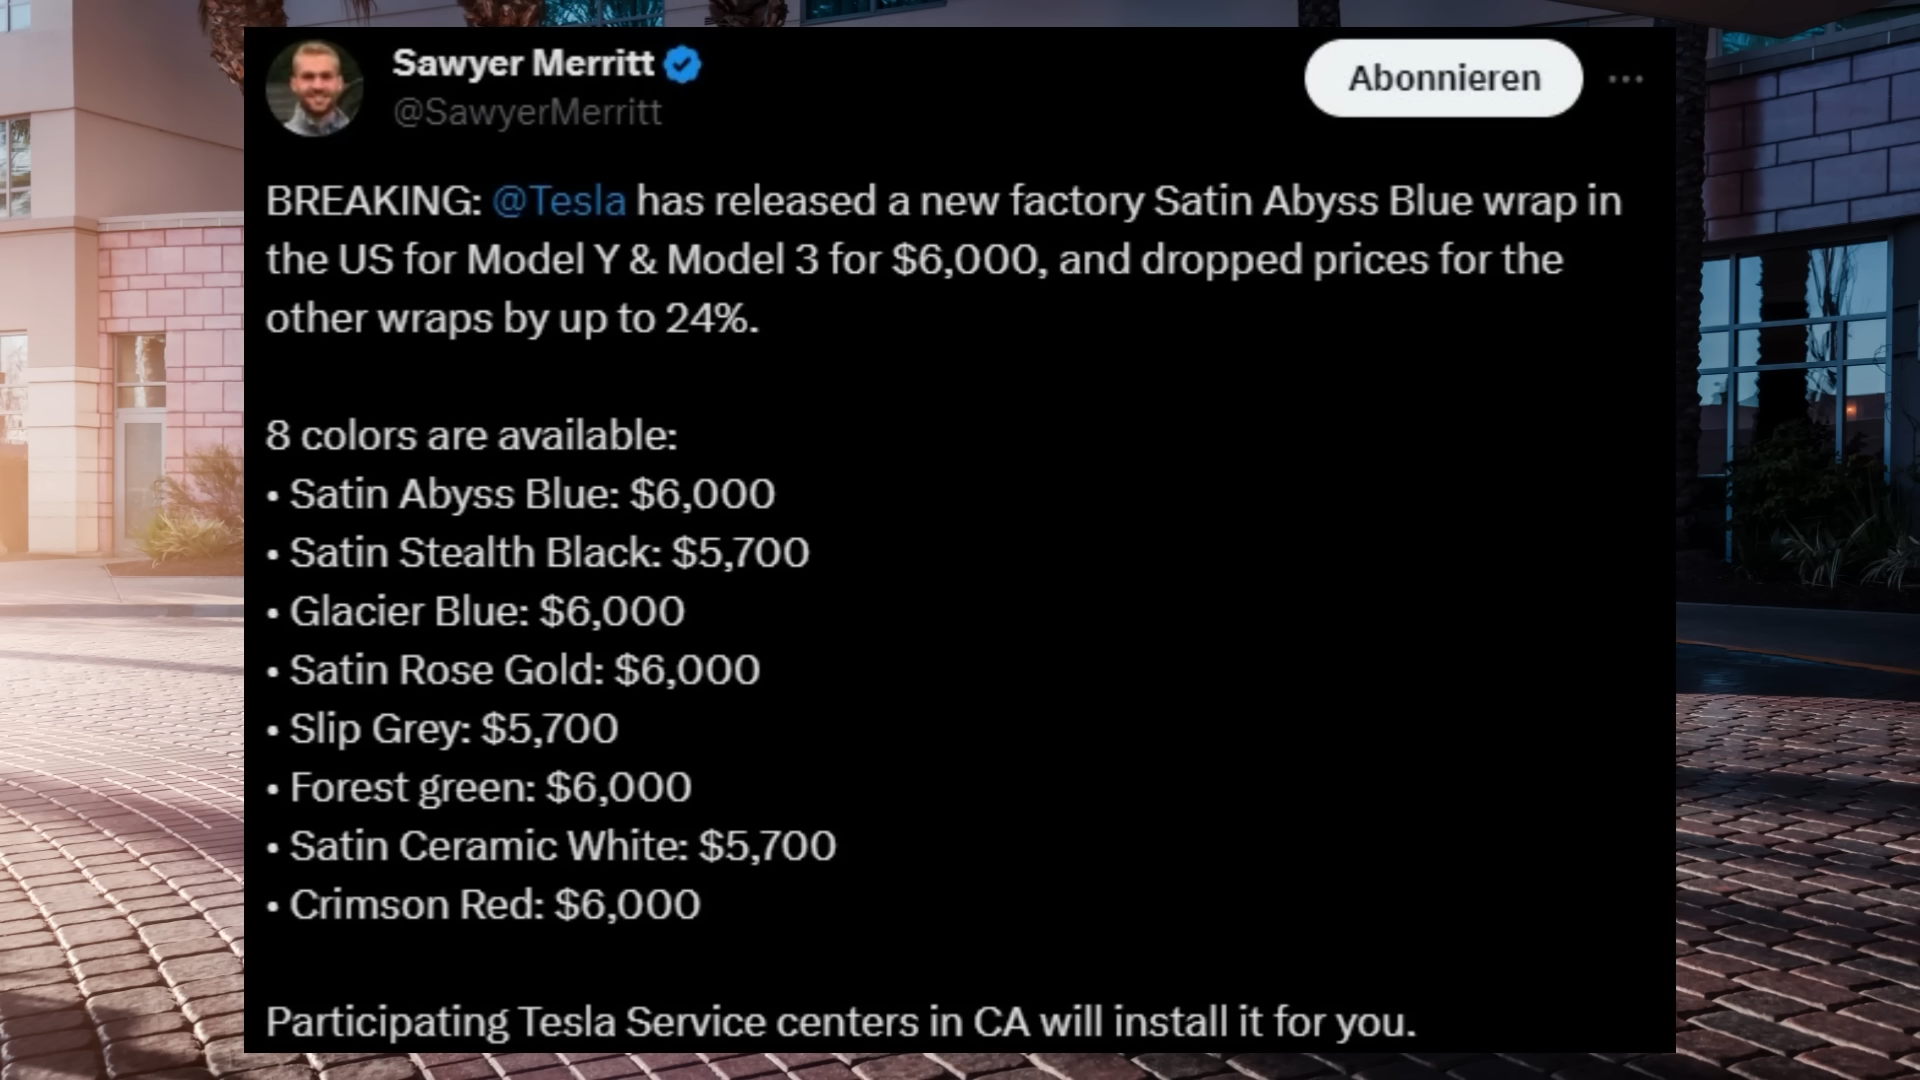 Sawyer Merritt
@SawyerMerritt
Abonnieren
BREAKING: @Tesla has released a new factory Satin Abyss Blue wrap in
the US for Model Y & Model 3 for $6,000, and dropped prices for the
other wraps by up to 24%.
8 colors are available:
• Satin Abyss Blue: $6,000
• Satin Stealth Black: $5,700
• Glacier Blue: $6,000
• Satin Rose Gold: $6,000
• Slip Grey: $5,700
• Forest green: $6,000
• Satin Ceramic White: $5,700
• Crimson Red: $6,000
Participating Tesla Service centers in CA will install it for you.